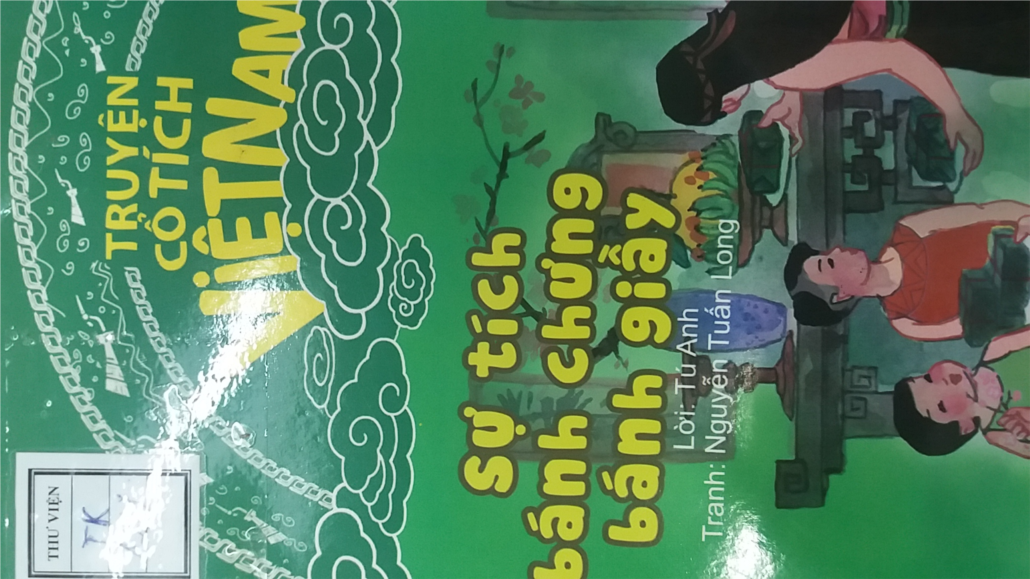 TRUYỆN
CỔ TÍCH
VIỆT NAM
THƯ VIỆN
TK
sự tích
bánh chưng
bánh giầy
Lời: Tú Anh
Tranh: Nguyễn Tuấn Long